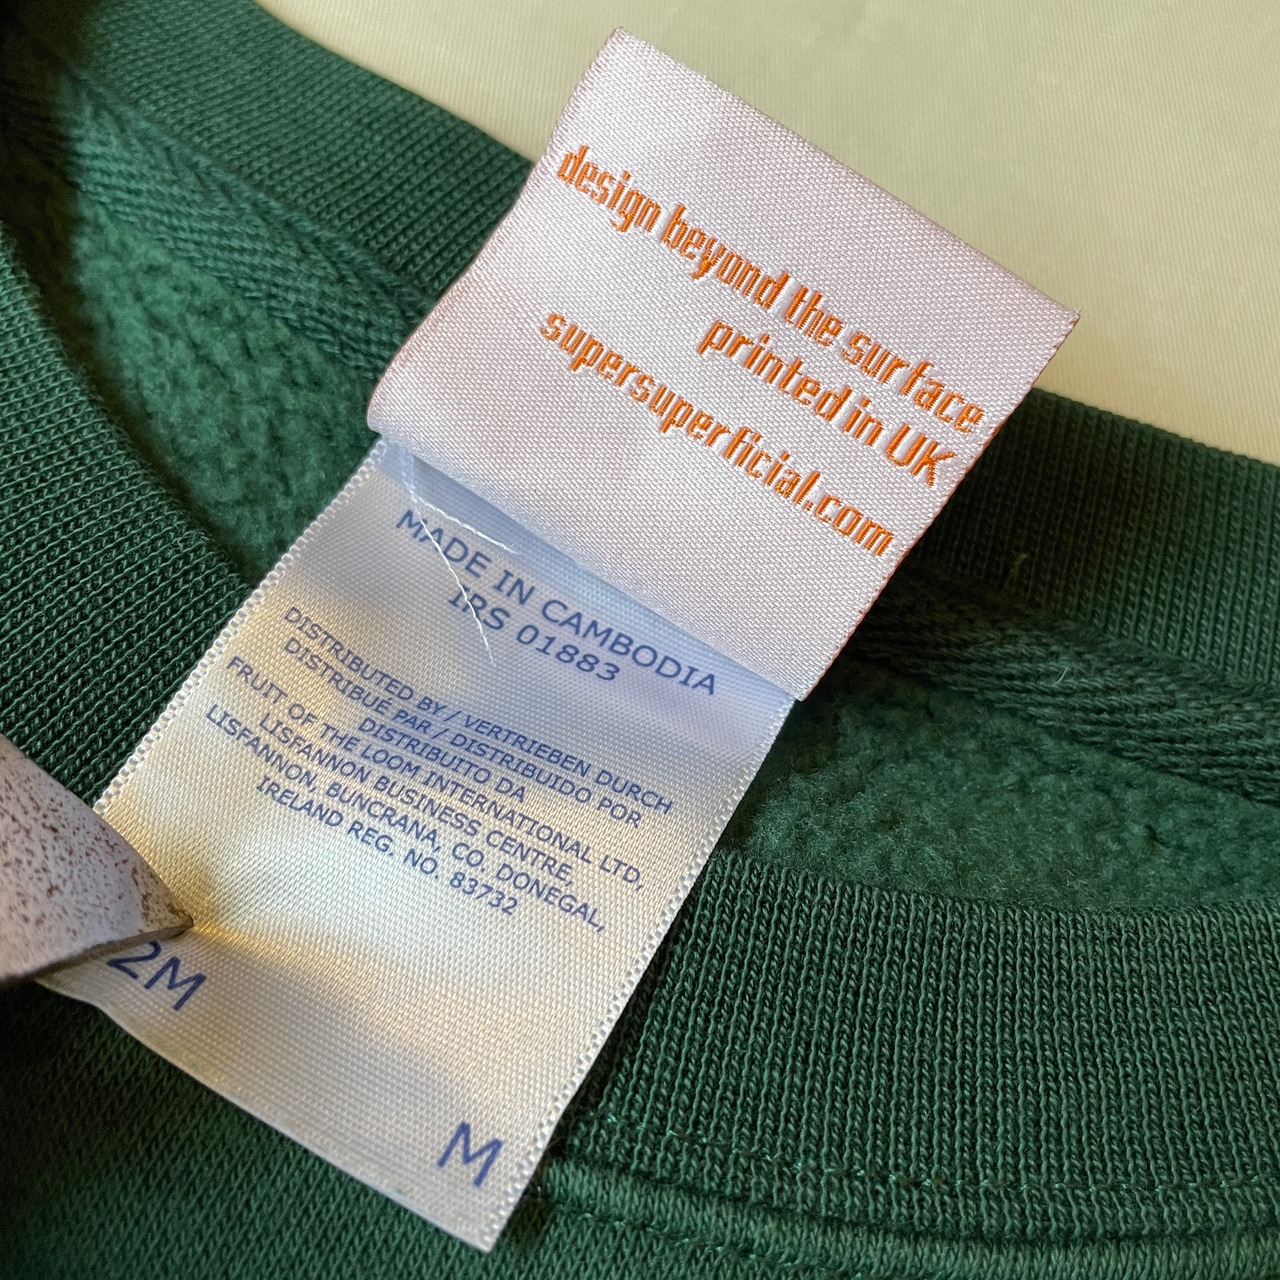 design beyond the surface
printed in UK
supersuperficial.com
MADE IN CAMBODIA
IRS 01883
DISTRIBUTED BY / VERTRIEBEN DURCH
DISTRIBUÉ PAR / DISTRIBUIDO POR
DISTRIBUITO DA
FRUIT OF THE LOOM INTERNATIONAL LTD,
LISFANNON BUSINESS CENTRE,
LISFANNON, BUNCRANA, CO. DONEGAL,
IRELAND REG. NO. 83732
2M
M